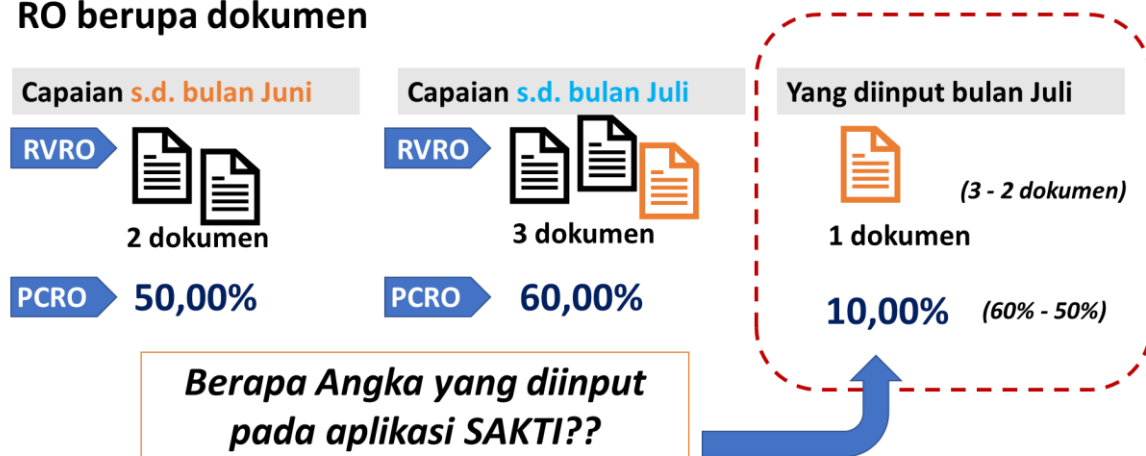 RO berupa dokumen
Capaian s.d. bulan Juni
RVRO
2 dokumen
PCRO
50,00%
Capaian s.d. bulan Juli
RVRO
3 dokumen
PCRO
60,00%
Yang diinput bulan Juli
(3 - 2 dokumen)
1 dokumen
10,00%
(60% - 50%)
Berapa Angka yang diinput
pada aplikasi SAKTI??